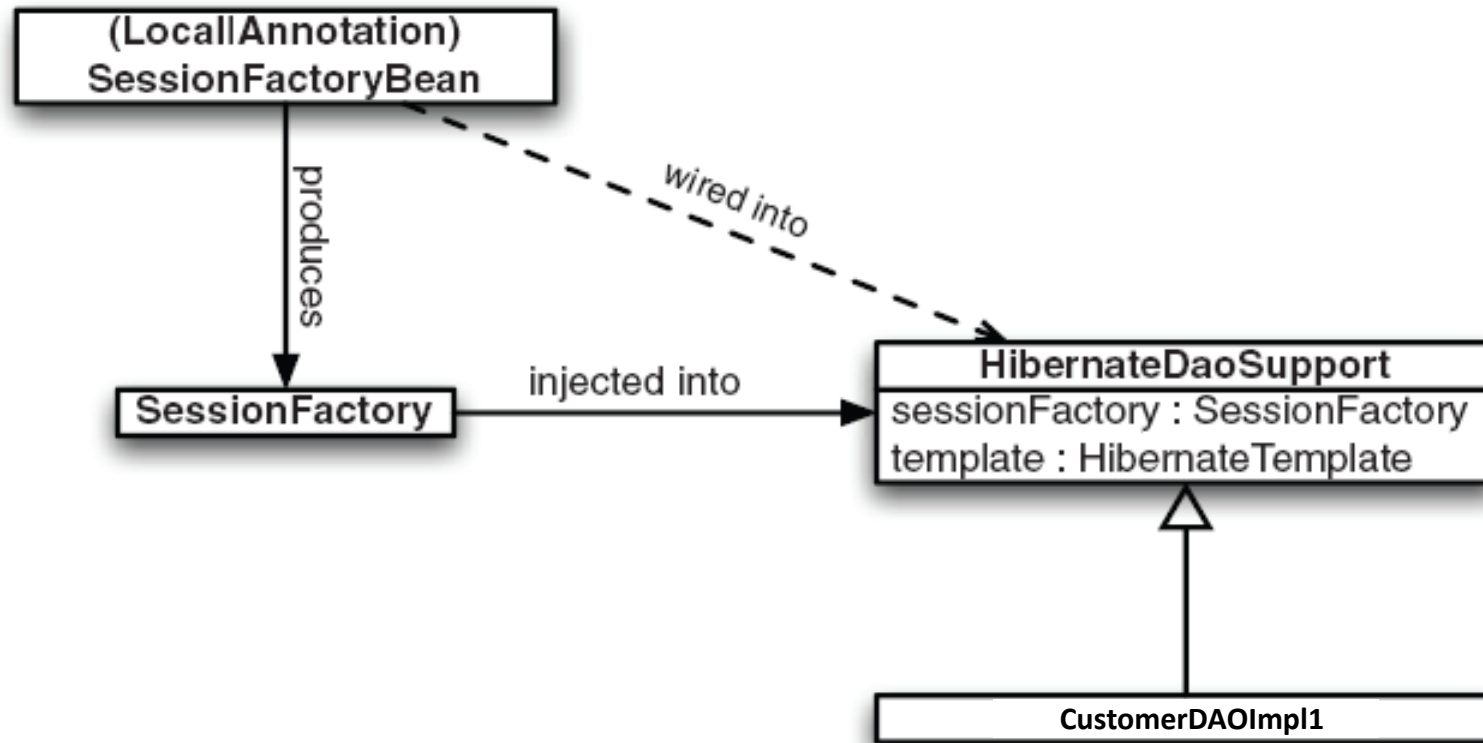 (Local|Annotation)
SessionFactoryBean
produces
wired into
SessionFactory
injected into
HibernateDaoSupport
sessionFactory : SessionFactory
template : HibernateTemplate
CustomerDAOImpl1